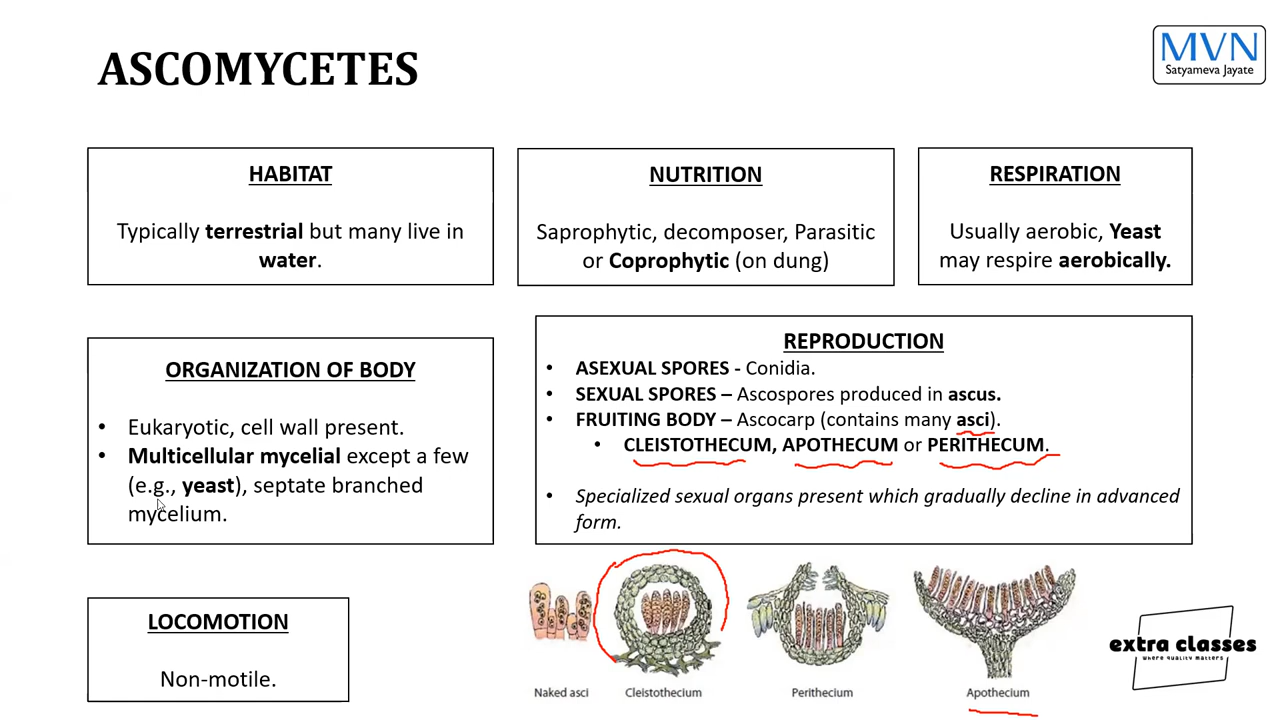 ASCOMYCETES
MVN
Satyameva Jayate
HABITAT
Typically terrestrial but many live in
water.
NUTRITION
Saprophytic, decomposer, Parasitic
or Coprophytic (on dung)
RESPIRATION
Usually aerobic, Yeast
may respire aerobically.
ORGANIZATION OF BODY
• Eukaryotic, cell wall present.
• Multicellular mycelial except a few
(e.g., yeast), septate branched
mycelium.
REPRODUCTION
• ASEXUAL SPORES - Conidia.
• SEXUAL SPORES – Ascospores produced in ascus.
• FRUITING BODY – Ascocarp (contains many asci).
• CLEISTOTHECUM, APOTHECUM or PERITHECUM.
• Specialized sexual organs present which gradually decline in advanced
form.
LOCOMOTION
Non-motile.
Naked asci
Cleistothecium
Perithecium
Apothecium
extra classes
where quality matters